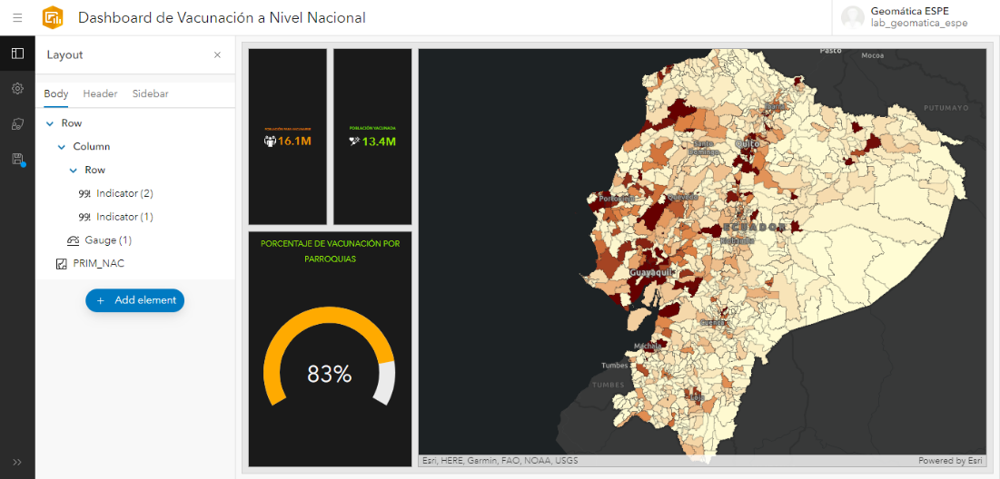 Dashboard de Vacunación a Nivel Nacional
Geomática ESPE
lab_geomatica_espe
Layout
Body Header Sidebar
Row
Column
Row
99! Indicator (2)
99! Indicator (1)
Gauge (1)
PRIM_NAC
+ Add element
16.1M
POBLACIÓN VACUNADA
13.4M
PORCENTAJE DE VACUNACIÓN POR
PARROQUIAS
83%
Pasto
Mocoa
PUTUMAYO
Ibarra
Quito
Santo
Domingo
Portoviejo
Quevedo
ECUADOR
Riobamba
Guayaquil
Cuenca
Machala
Tumbes
TUMBES
Loja
Esri, HERE, Garmin, FAO, NOAA, USGS
Powered by Esri